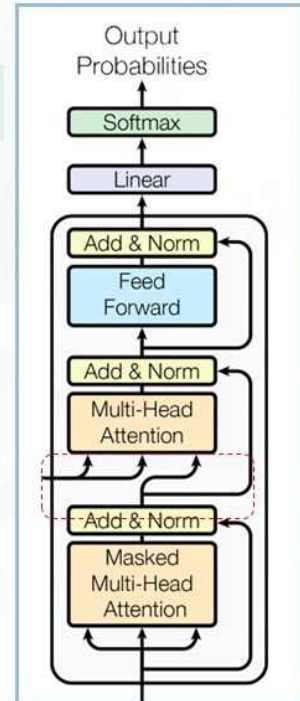 Output
Probabilities
Softmax
Linear
Add & Norm
Feed
Forward
Add & Norm
Multi-Head
Attention
Add & Norm
Masked
Multi-Head
Attention